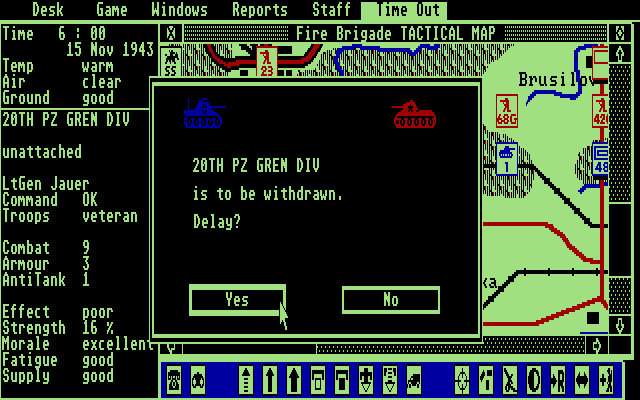 Desk Game Windows Reports Staff Time Out
Time 6 : 00
15 Nov 1943
Temp warm
Air clear
Ground good
20TH PZ GREN DIV
unattached
LtGen Jauer
Command OK
Troops veteran
Combat 9
Armour 3
AntiTank 1
Effect poor
Strength 16 %
Morale excellent
Fatigue good
Supply good
Fire Brigade TACTICAL MAP
SS
23
Brusilov
68G
42
1
48
ka
20TH PZ GREN DIV
is to be withdrawn.
Delay?
Yes No